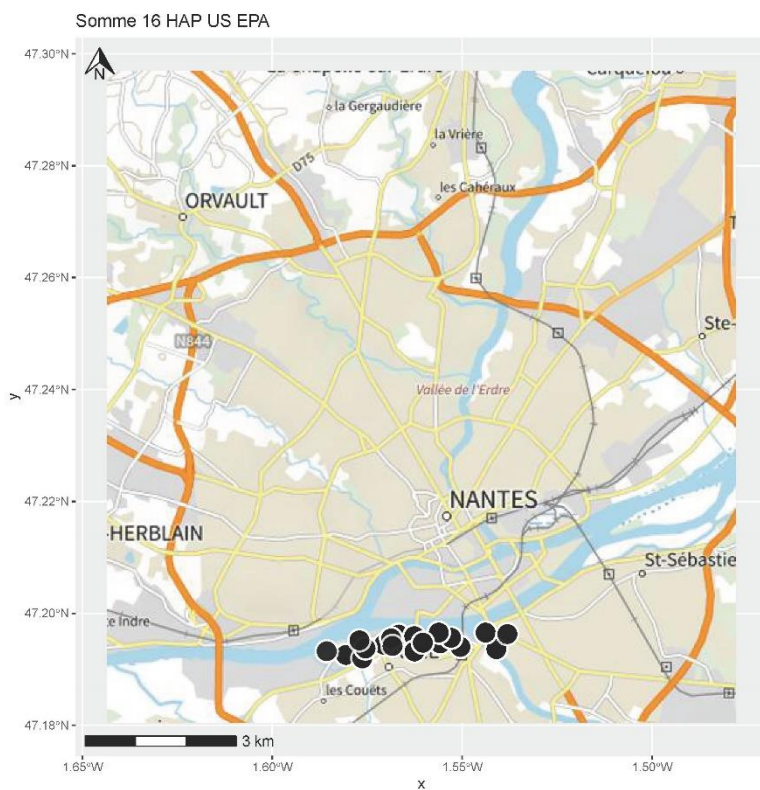 Somme 16 HAP US EPA
47.30°N
N
la Gergaudière
la Vrière
47.28°N
D75
les Cahéraux
ORVAULT
47.26°N
Ste-
N844
47.24°N
Vallée de l'Erdre
y
47.22°N
NANTES
-HERBLAIN
St-Sébastie
47.20°N
te Indre
les Couëts
47.18°N
3 km
1.65°W
1.60°W
1.55°W
1.50°W
x